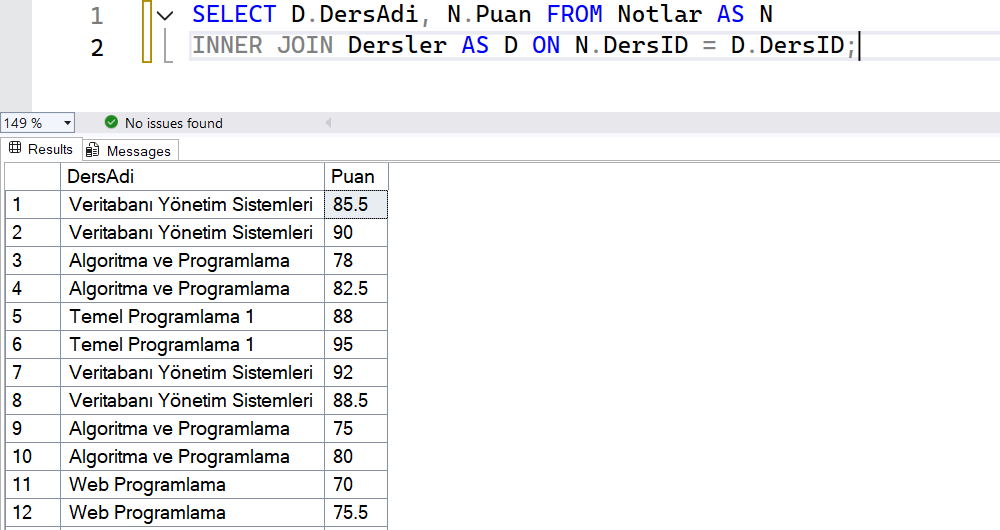 1 SELECT D.DersAdi, N.Puan FROM Notlar AS N
2 INNER JOIN Dersler AS D ON N.DersID = D.DersID;
149 % No issues found
Results Messages
DersAdi Puan
1 Veritabanı Yönetim Sistemleri 85.5
2 Veritabanı Yönetim Sistemleri 90
3 Algoritma ve Programlama 78
4 Algoritma ve Programlama 82.5
5 Temel Programlama 1 88
6 Temel Programlama 1 95
7 Veritabanı Yönetim Sistemleri 92
8 Veritabanı Yönetim Sistemleri 88.5
9 Algoritma ve Programlama 75
10 Algoritma ve Programlama 80
11 Web Programlama 70
12 Web Programlama 75.5